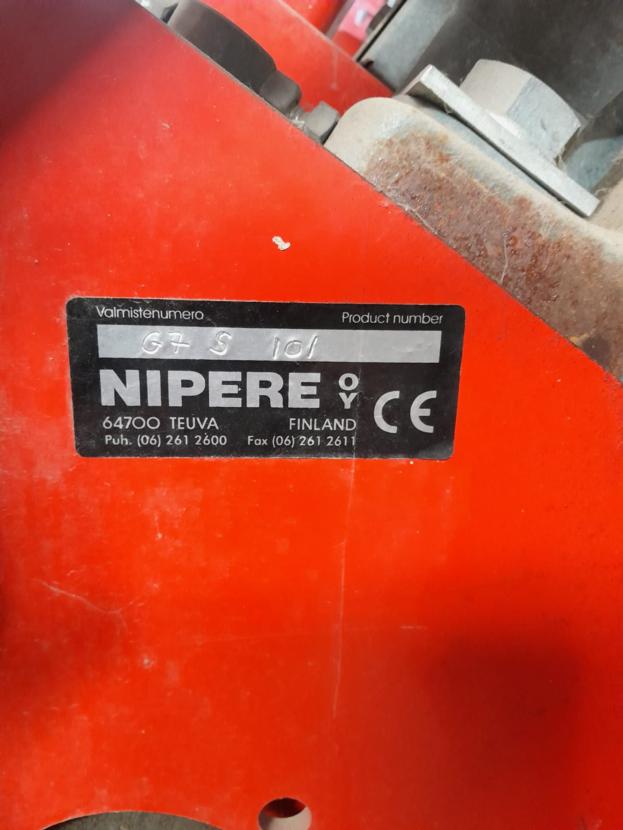 Valmistenumero Product number
G7 S 101
NIPERE OY CE
64700 TEUVA FINLAND
Puh. (06) 261 2600 Fax (06) 261 2611